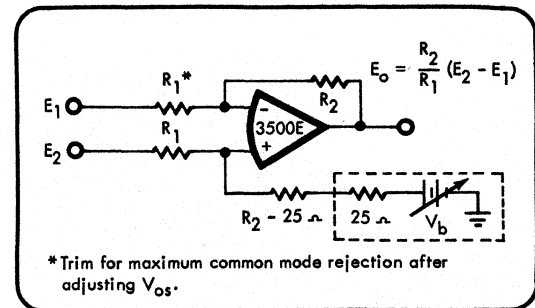 E₀ = R₂/R₁ (E₂ - E₁)
R₁*
R₂
E₁
-
3500E
R₁
E₂
+
R₂ - 25 Ω
25 Ω
V_b
*Trim for maximum common mode rejection after
adjusting V_os.